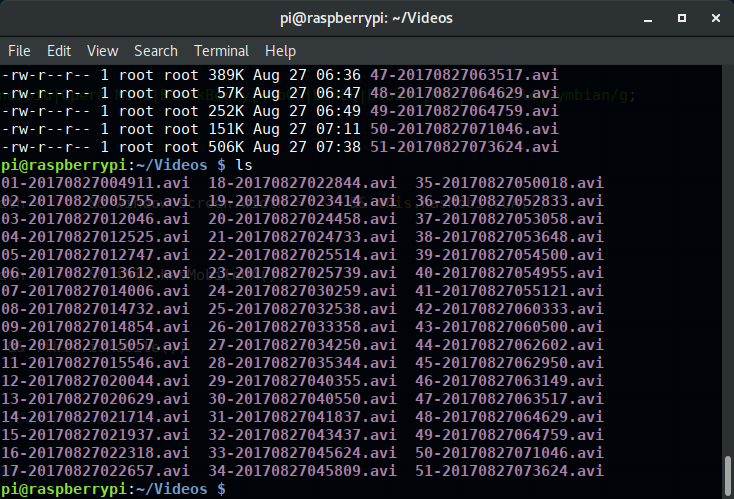 pi@raspberrypi: ~/Videos
File Edit View Search Terminal Help
-rw-r--r-- 1 root root 389K Aug 27 06:36 47-20170827063517.avi
-rw-r--r-- 1 root root  57K Aug 27 06:47 48-20170827064629.avi
-rw-r--r-- 1 root root 252K Aug 27 06:49 49-20170827064759.avi
-rw-r--r-- 1 root root 151K Aug 27 07:11 50-20170827071046.avi
-rw-r--r-- 1 root root 506K Aug 27 07:38 51-20170827073624.avi
pi@raspberrypi:~/Videos $ ls
01-20170827004911.avi  18-20170827022844.avi  35-20170827050018.avi
02-20170827005755.avi  19-20170827023414.avi  36-20170827052833.avi
03-20170827012046.avi  20-20170827024458.avi  37-20170827053058.avi
04-20170827012525.avi  21-20170827024733.avi  38-20170827053648.avi
05-20170827012747.avi  22-20170827025514.avi  39-20170827054500.avi
06-20170827013612.avi  23-20170827025739.avi  40-20170827054955.avi
07-20170827014006.avi  24-20170827030259.avi  41-20170827055121.avi
08-20170827014732.avi  25-20170827032538.avi  42-20170827060333.avi
09-20170827014854.avi  26-20170827033358.avi  43-20170827060500.avi
10-20170827015057.avi  27-20170827034250.avi  44-20170827062602.avi
11-20170827015546.avi  28-20170827035344.avi  45-20170827062950.avi
12-20170827020044.avi  29-20170827040355.avi  46-20170827063149.avi
13-20170827020629.avi  30-20170827040550.avi  47-20170827063517.avi
14-20170827021714.avi  31-20170827041837.avi  48-20170827064629.avi
15-20170827021937.avi  32-20170827043437.avi  49-20170827064759.avi
16-20170827022318.avi  33-20170827045624.avi  50-20170827071046.avi
17-20170827022657.avi  34-20170827045809.avi  51-20170827073624.avi
pi@raspberrypi:~/Videos $